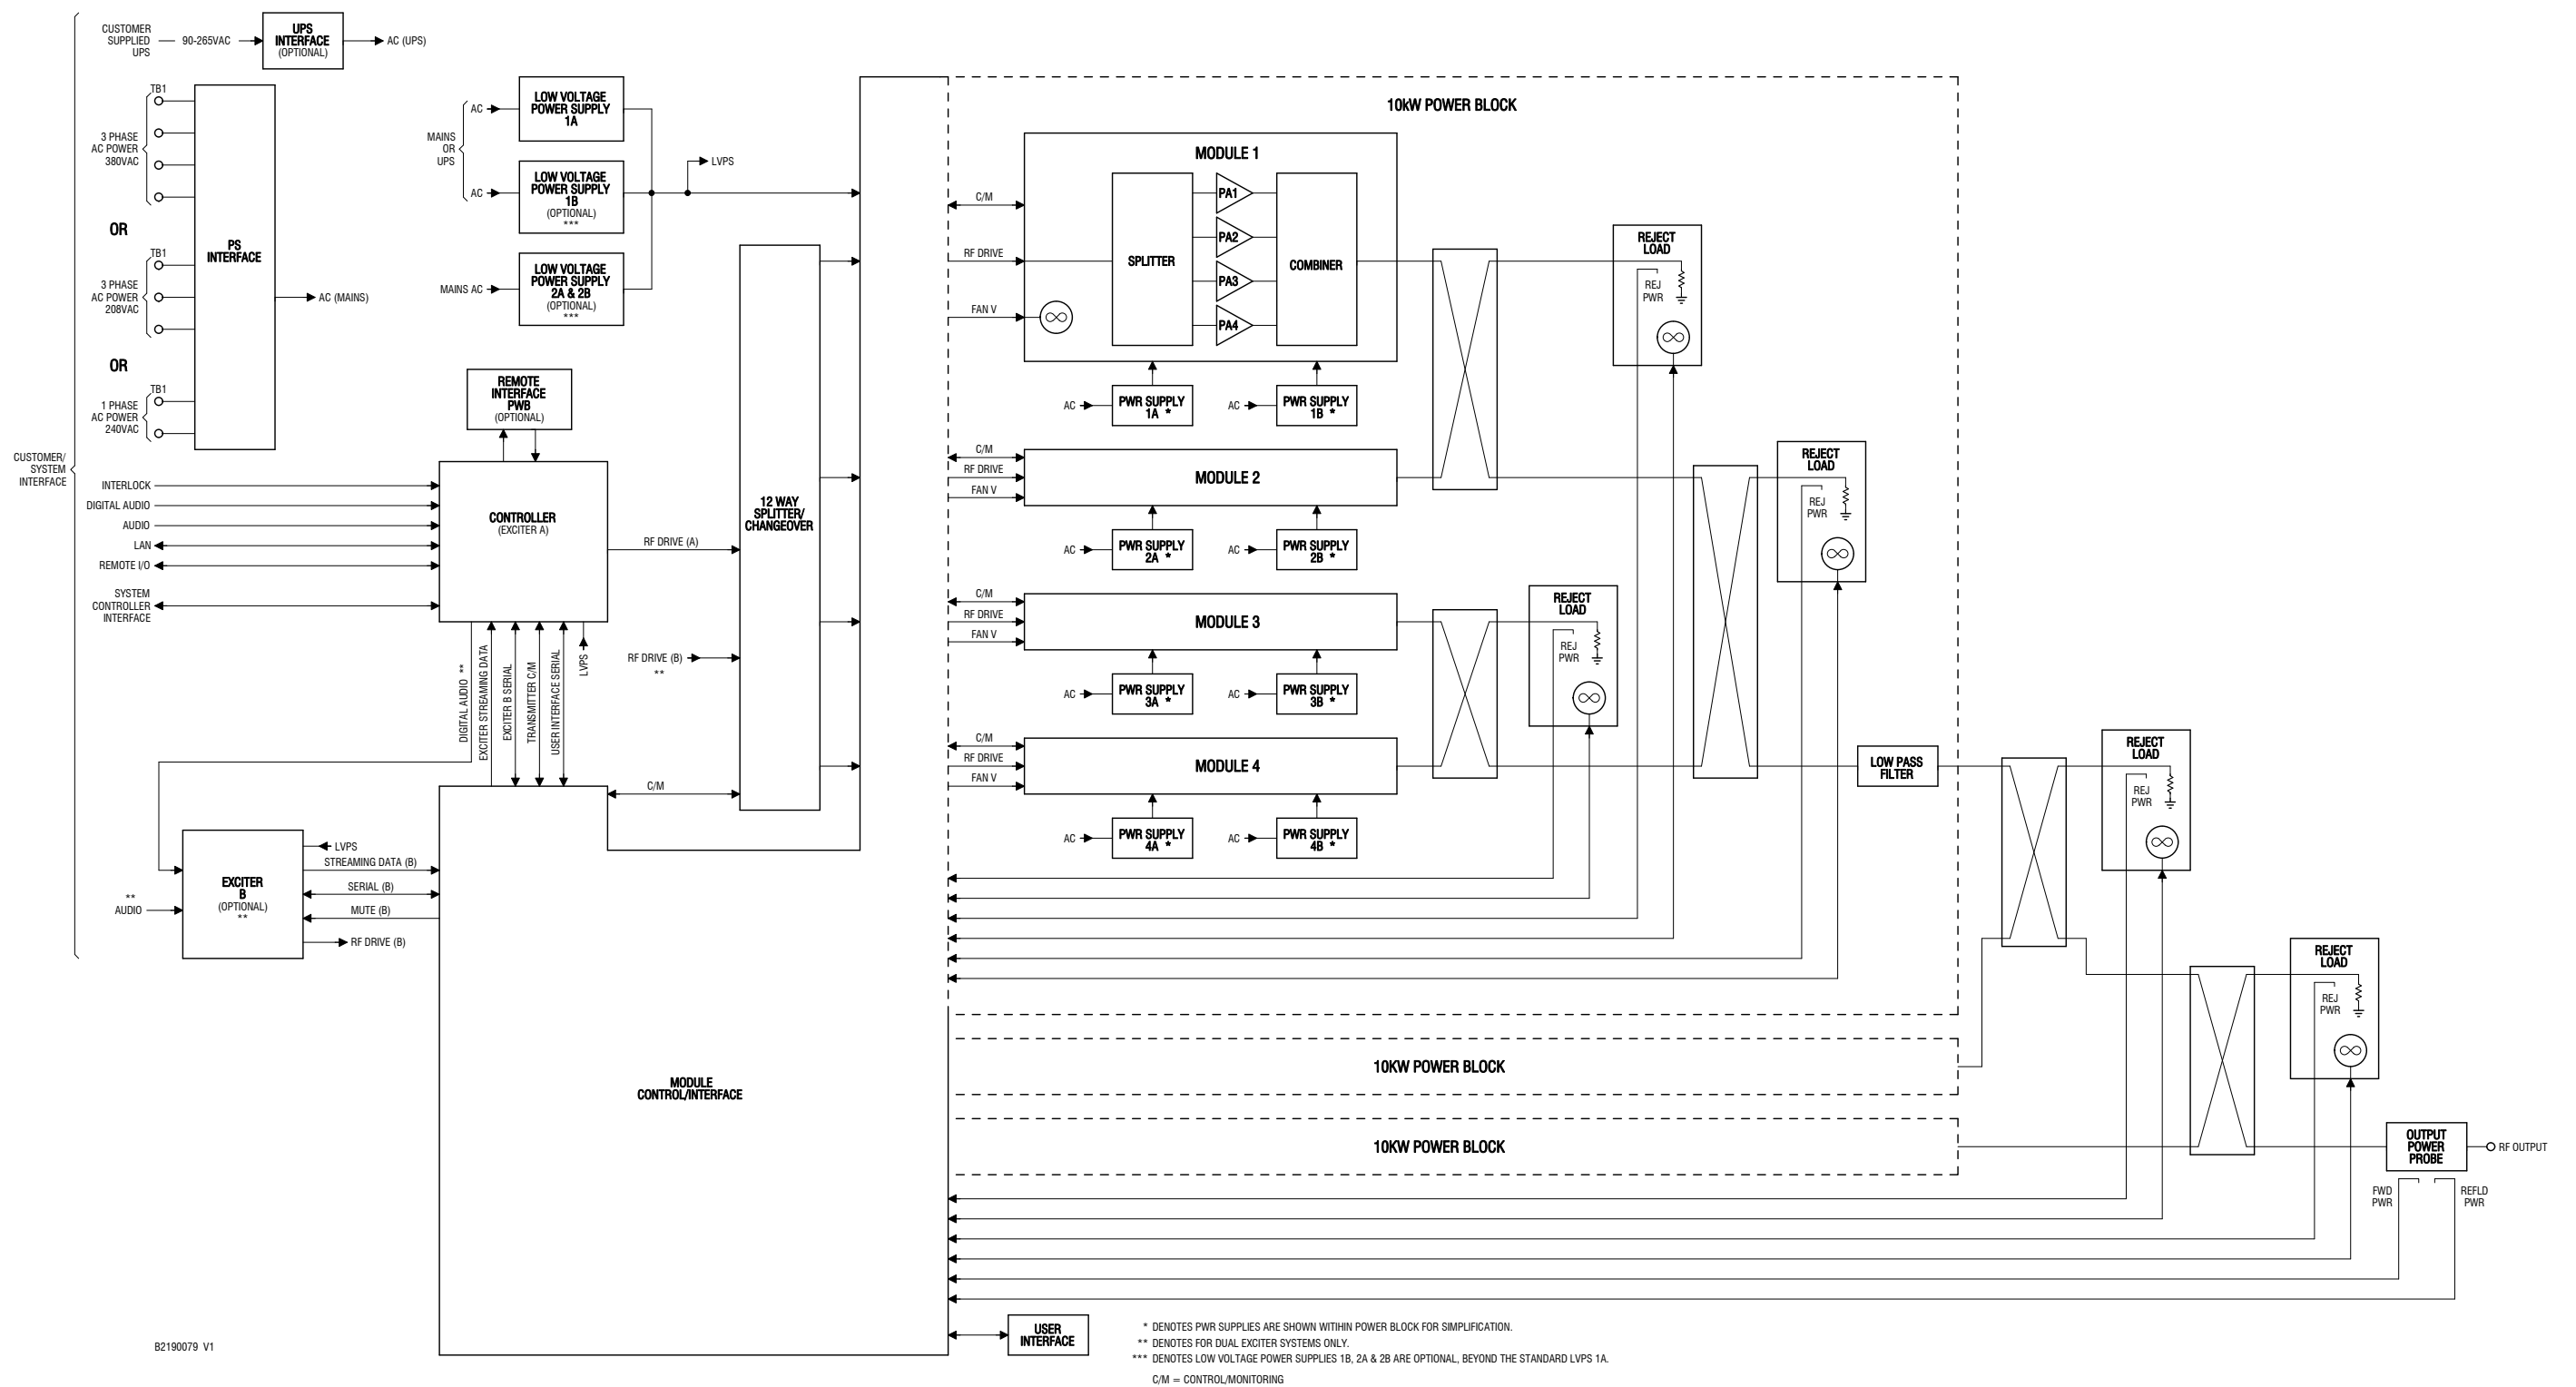 CUSTOMER
SUPPLIED
UPS
90-265VAC
UPS
INTERFACE
(OPTIONAL)
AC (UPS)
TB1
3 PHASE
AC POWER
380VAC
OR
TB1
3 PHASE
AC POWER
208VAC
OR
TB1
1 PHASE
AC POWER
240VAC
PS
INTERFACE
AC (MAINS)
CUSTOMER/
SYSTEM
INTERFACE
INTERLOCK
DIGITAL AUDIO
AUDIO
LAN
REMOTE I/O
SYSTEM
CONTROLLER
INTERFACE
MAINS
OR
UPS
AC
LOW VOLTAGE
POWER SUPPLY
1A
AC
LOW VOLTAGE
POWER SUPPLY
1B
(OPTIONAL)
***
LVPS
MAINS AC
LOW VOLTAGE
POWER SUPPLY
2A & 2B
(OPTIONAL)
***
REMOTE
INTERFACE
PWB
(OPTIONAL)
CONTROLLER
(EXCITER A)
RF DRIVE (A)
12 WAY
SPLITTER/
CHANGEOVER
RF DRIVE (B)
**
DIGITAL AUDIO **
EXCITER STREAMING DATA
EXCITER B SERIAL
TRANSMITTER C/M
USER INTERFACE SERIAL
LVPS
C/M
** 
AUDIO
EXCITER
B
(OPTIONAL)
**
LVPS
STREAMING DATA (B)
SERIAL (B)
MUTE (B)
RF DRIVE (B)
MODULE
CONTROL/INTERFACE
10kW POWER BLOCK
C/M
RF DRIVE
FAN V
MODULE 1
SPLITTER
PA1
PA2
PA3
PA4
COMBINER
AC
PWR SUPPLY
1A *
AC
PWR SUPPLY
1B *
C/M
RF DRIVE
FAN V
MODULE 2
AC
PWR SUPPLY
2A *
AC
PWR SUPPLY
2B *
C/M
RF DRIVE
FAN V
MODULE 3
AC
PWR SUPPLY
3A *
AC
PWR SUPPLY
3B *
C/M
RF DRIVE
FAN V
MODULE 4
AC
PWR SUPPLY
4A *
AC
PWR SUPPLY
4B *
REJECT
LOAD
REJ
PWR
REJECT
LOAD
REJ
PWR
REJECT
LOAD
REJ
PWR
LOW PASS
FILTER
REJECT
LOAD
REJ
PWR
REJECT
LOAD
REJ
PWR
10KW POWER BLOCK
10KW POWER BLOCK
OUTPUT
POWER
PROBE
RF OUTPUT
FWD
PWR
REFLD
PWR
USER
INTERFACE
* DENOTES PWR SUPPLIES ARE SHOWN WITIHIN POWER BLOCK FOR SIMPLIFICATION.
** DENOTES FOR DUAL EXCITER SYSTEMS ONLY.
*** DENOTES LOW VOLTAGE POWER SUPPLIES 1B, 2A & 2B ARE OPTIONAL, BEYOND THE STANDARD LVPS 1A.
C/M = CONTROL/MONITORING
B2190079 V1